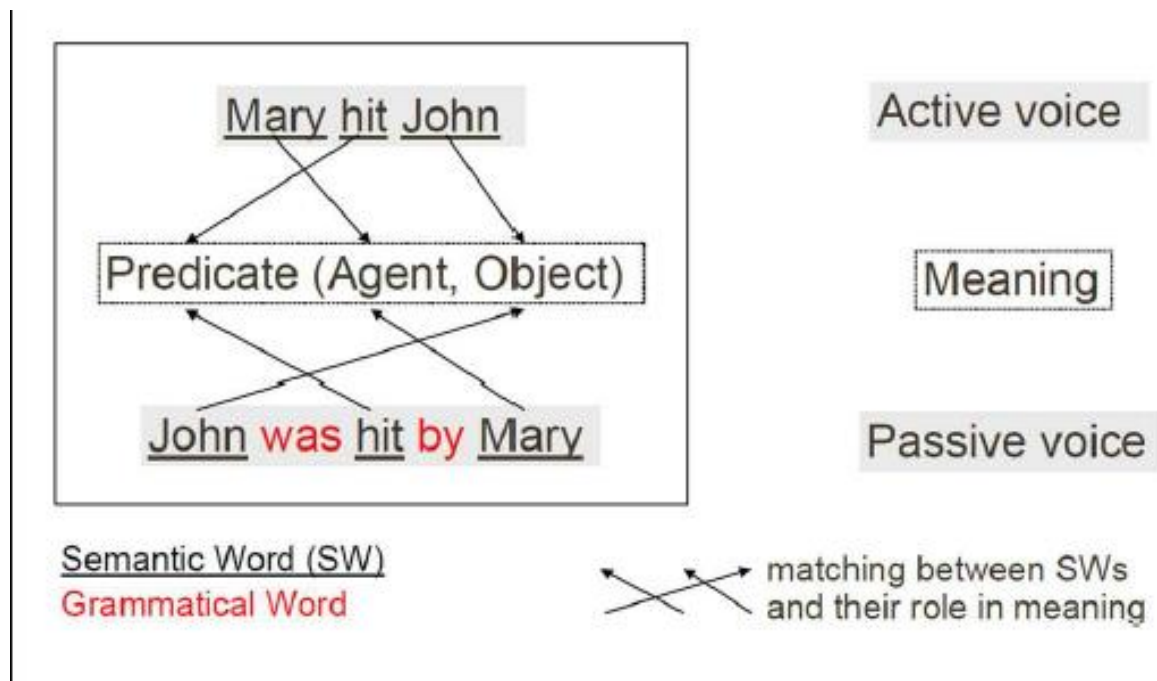 Mary hit John
Active voice
Predicate (Agent, Object)
Meaning
John was hit by Mary
Passive voice
Semantic Word (SW)
Grammatical Word
matching between SWs
and their role in meaning